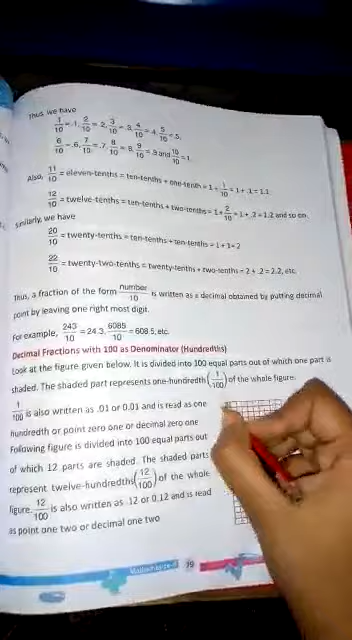 Thus, we have
1/10 = .1, 2/10 = .2, 3/10 = .3, 4/10 = .4, 5/10 = .5,
6/10 = .6, 7/10 = .7, 8/10 = .8, 9/10 = .9 and 10/10 = 1.
Also, 11/10 = eleven-tenths = ten-tenths + one-tenth = 1 + 1/10 = 1 + .1 = 1.1
12/10 = twelve-tenths = ten-tenths + two-tenths = 1 + 2/10 = 1 + .2 = 1.2 and so on.
Similarly, we have
20/10 = twenty-tenths = ten-tenths + ten-tenths = 1 + 1 = 2
22/10 = twenty-two-tenths = twenty-tenths + two-tenths = 2 + .2 = 2.2, etc.
Thus, a fraction of the form number/10 is written as a decimal obtained by putting decimal
point by leaving one right most digit.
For example, 243/10 = 24.3, 6085/10 = 608.5, etc.
Decimal Fractions with 100 as Denominator (Hundredths)
Look at the figure given below. It is divided into 100 equal parts out of which one part is
shaded. The shaded part represents one-hundredth (1/100) of the whole figure.
1/100 is also written as .01 or 0.01 and is read as one
hundredth or point zero one or decimal zero one
Following figure is divided into 100 equal parts out
of which 12 parts are shaded. The shaded parts
represent twelve-hundredths (12/100) of the whole
figure. 12/100 is also written as .12 or 0.12 and is read
as point one two or decimal one two
79